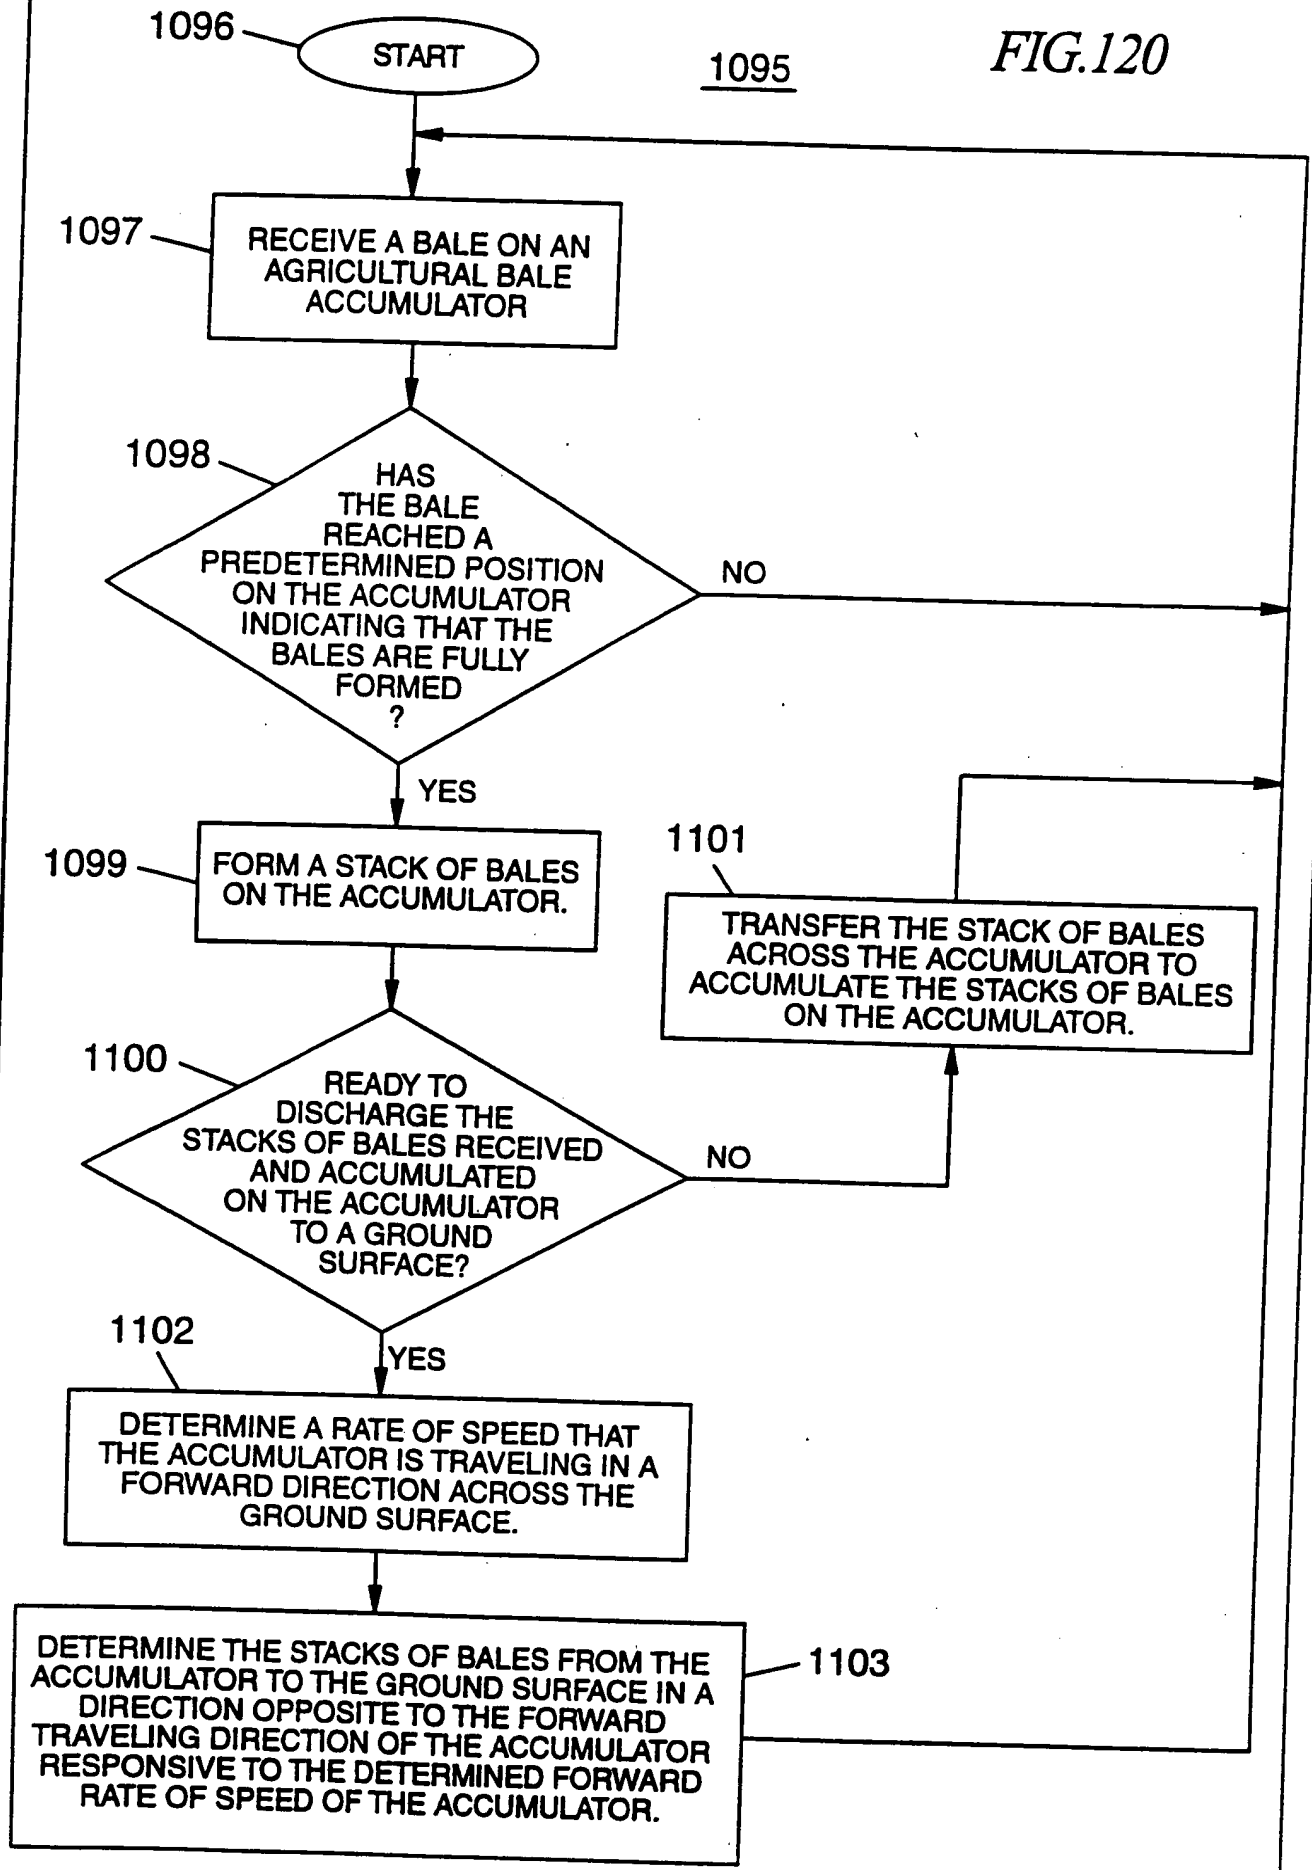 1096
START
1095
FIG.120
1097
RECEIVE A BALE ON AN
AGRICULTURAL BALE
ACCUMULATOR
1098
HAS
THE BALE
REACHED A
PREDETERMINED POSITION
ON THE ACCUMULATOR
INDICATING THAT THE
BALES ARE FULLY
FORMED
?
NO
YES
1099
FORM A STACK OF BALES
ON THE ACCUMULATOR.
1101
TRANSFER THE STACK OF BALES
ACROSS THE ACCUMULATOR TO
ACCUMULATE THE STACKS OF BALES
ON THE ACCUMULATOR.
1100
READY TO
DISCHARGE THE
STACKS OF BALES RECEIVED
AND ACCUMULATED
ON THE ACCUMULATOR
TO A GROUND
SURFACE?
NO
YES
1102
DETERMINE A RATE OF SPEED THAT
THE ACCUMULATOR IS TRAVELING IN A
FORWARD DIRECTION ACROSS THE
GROUND SURFACE.
1103
DETERMINE THE STACKS OF BALES FROM THE
ACCUMULATOR TO THE GROUND SURFACE IN A
DIRECTION OPPOSITE TO THE FORWARD
TRAVELING DIRECTION OF THE ACCUMULATOR
RESPONSIVE TO THE DETERMINED FORWARD
RATE OF SPEED OF THE ACCUMULATOR.